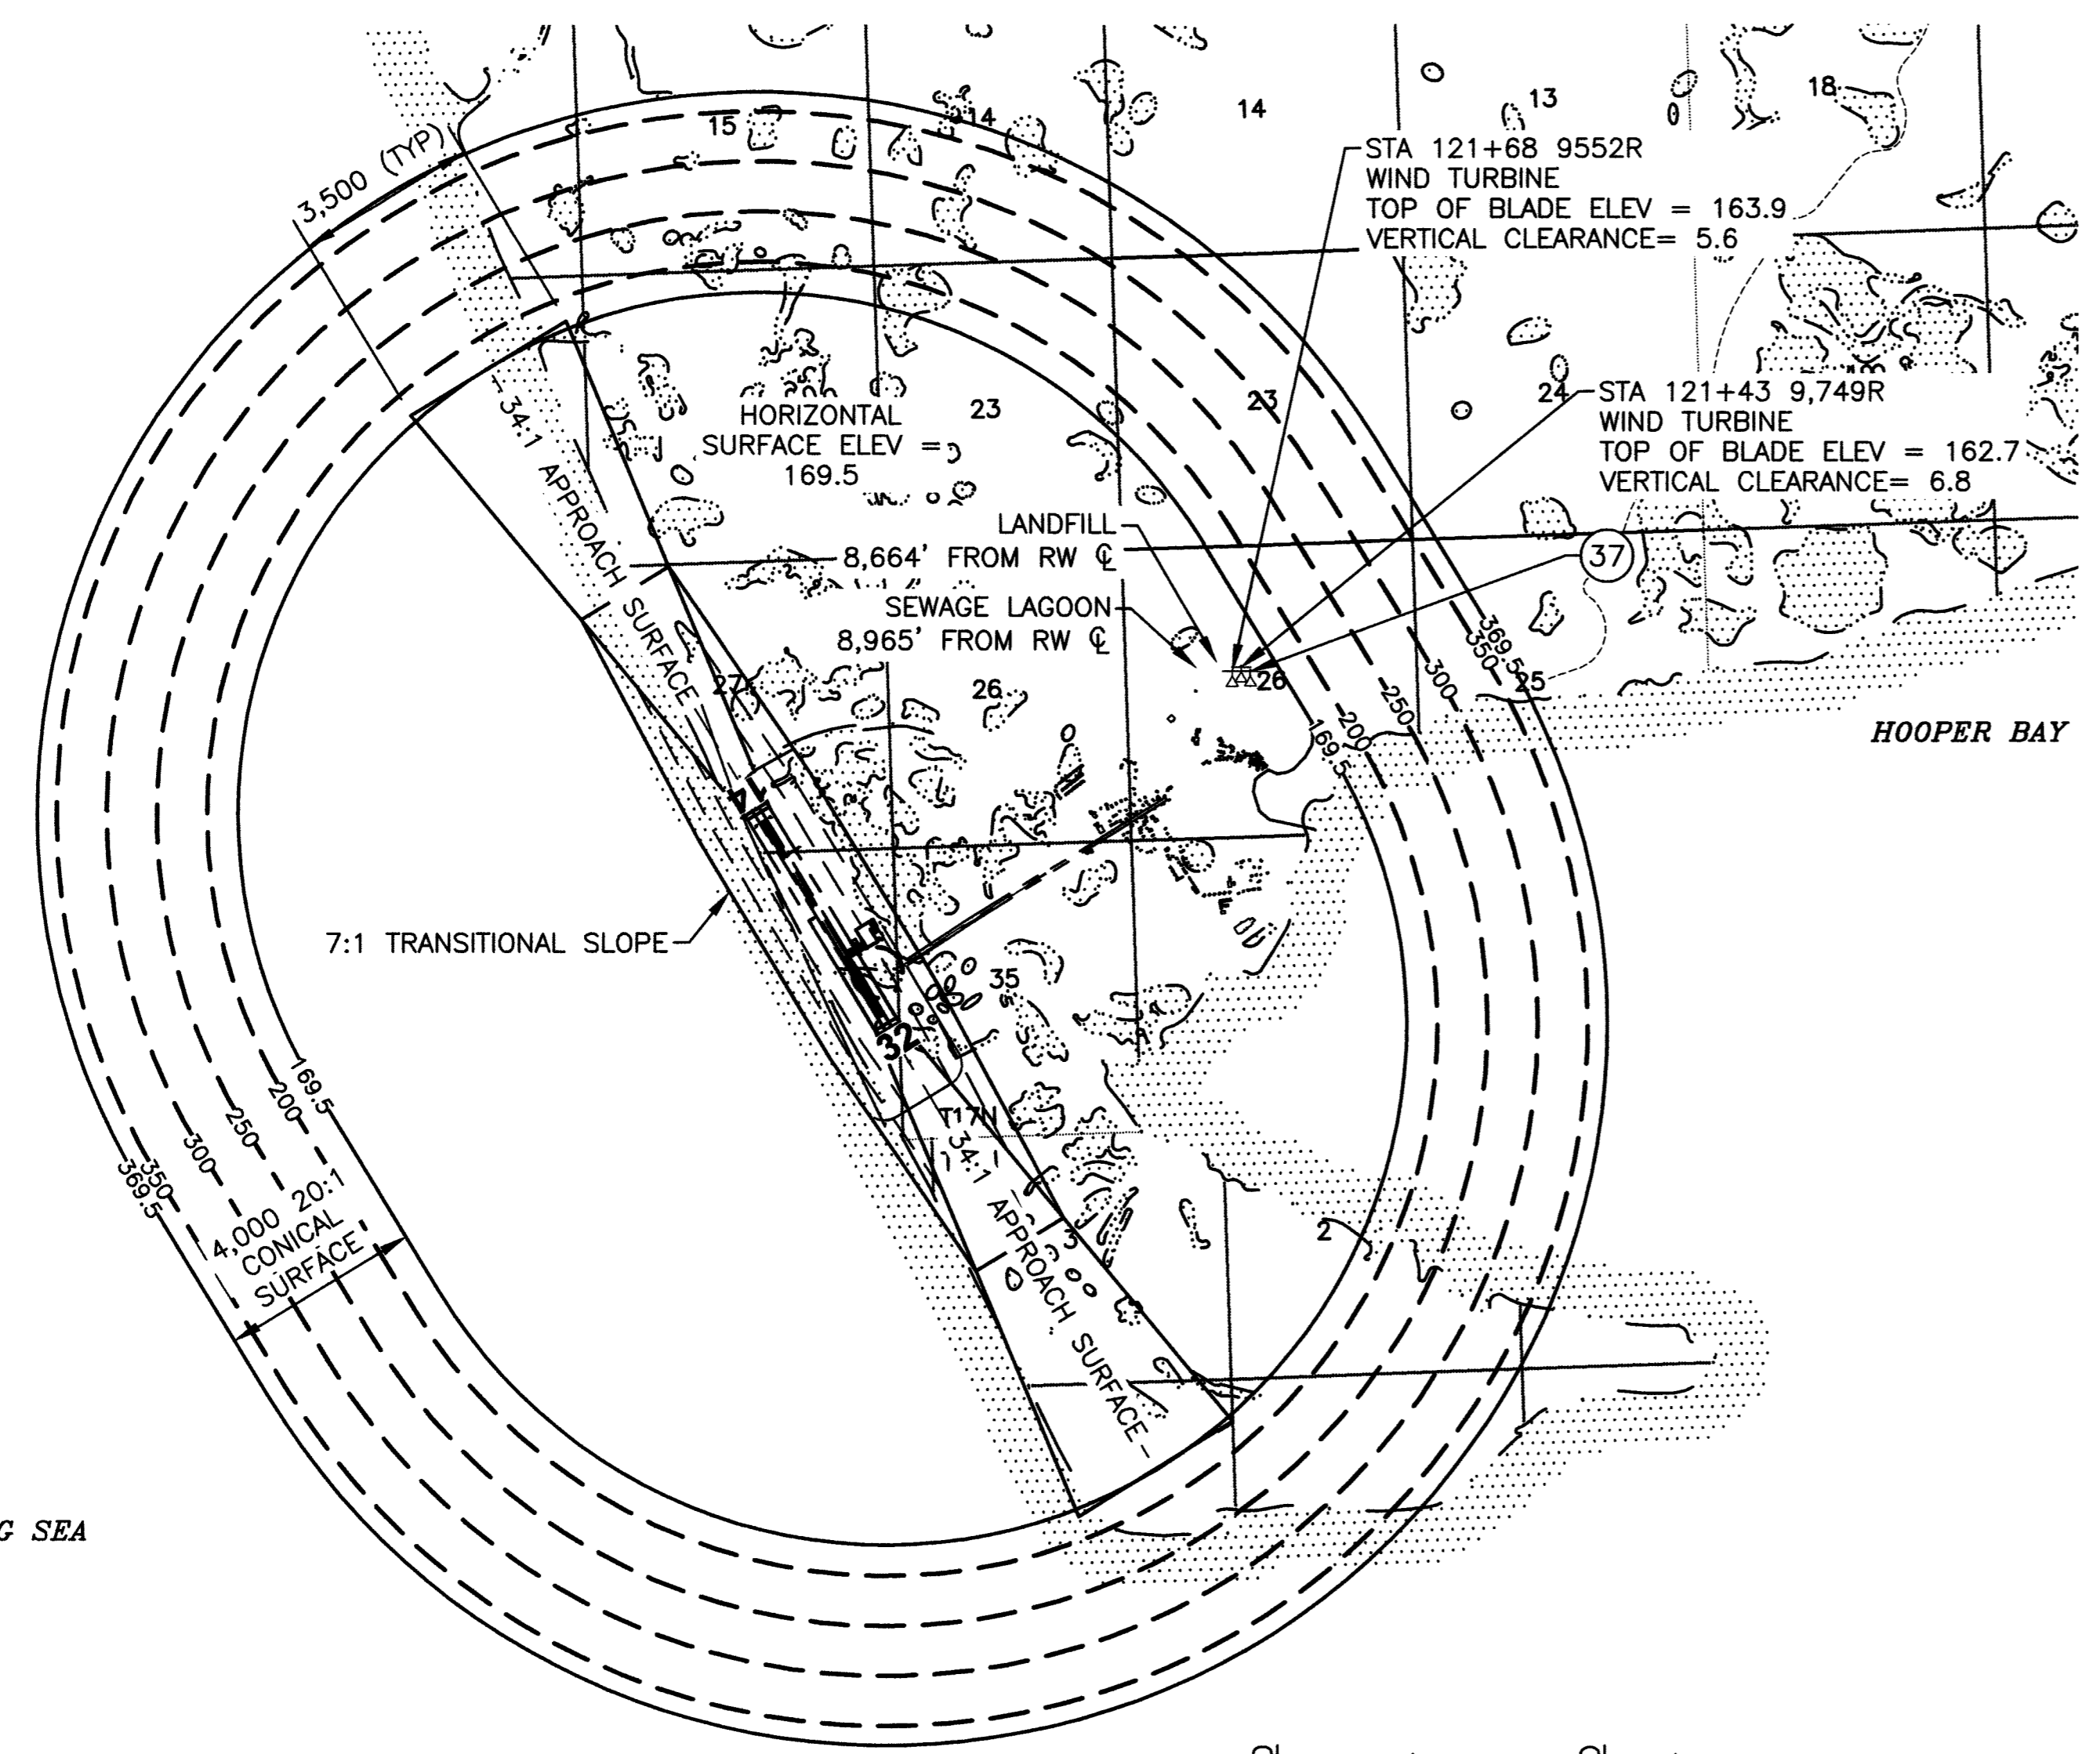 15
14
14
13
18
3,500 (TYP)
STA 121+68 9552R
WIND TURBINE
TOP OF BLADE ELEV = 163.9
VERTICAL CLEARANCE= 5.6
24
STA 121+43 9,749R
WIND TURBINE
TOP OF BLADE ELEV = 162.7
VERTICAL CLEARANCE= 6.8
HORIZONTAL
SURFACE ELEV =
169.5
23
23
34:1 APPROACH SURFACE
LANDFILL
8,664' FROM RW ℄
SEWAGE LAGOON
8,965' FROM RW ℄
37
27
26
26
25
369.5
350
300
250
200
169.5
HOOPER BAY
7:1 TRANSITIONAL SLOPE
35
32
T17N
34:1 APPROACH SURFACE
3
2
169.5
200
250
300
350
369.5
4,000 20:1
CONICAL
SURFACE
G SEA